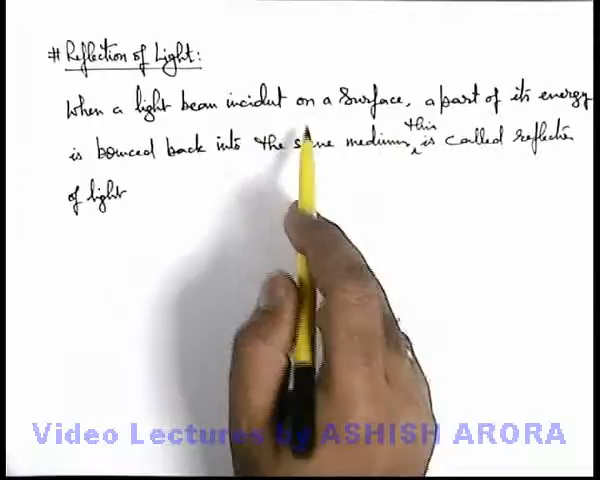 # Reflection of Light:
When a light beam incident on a surface, a part of its energy
is bounced back into the same medium, this is called reflection
of light
Video Lectures by ASHISH ARORA